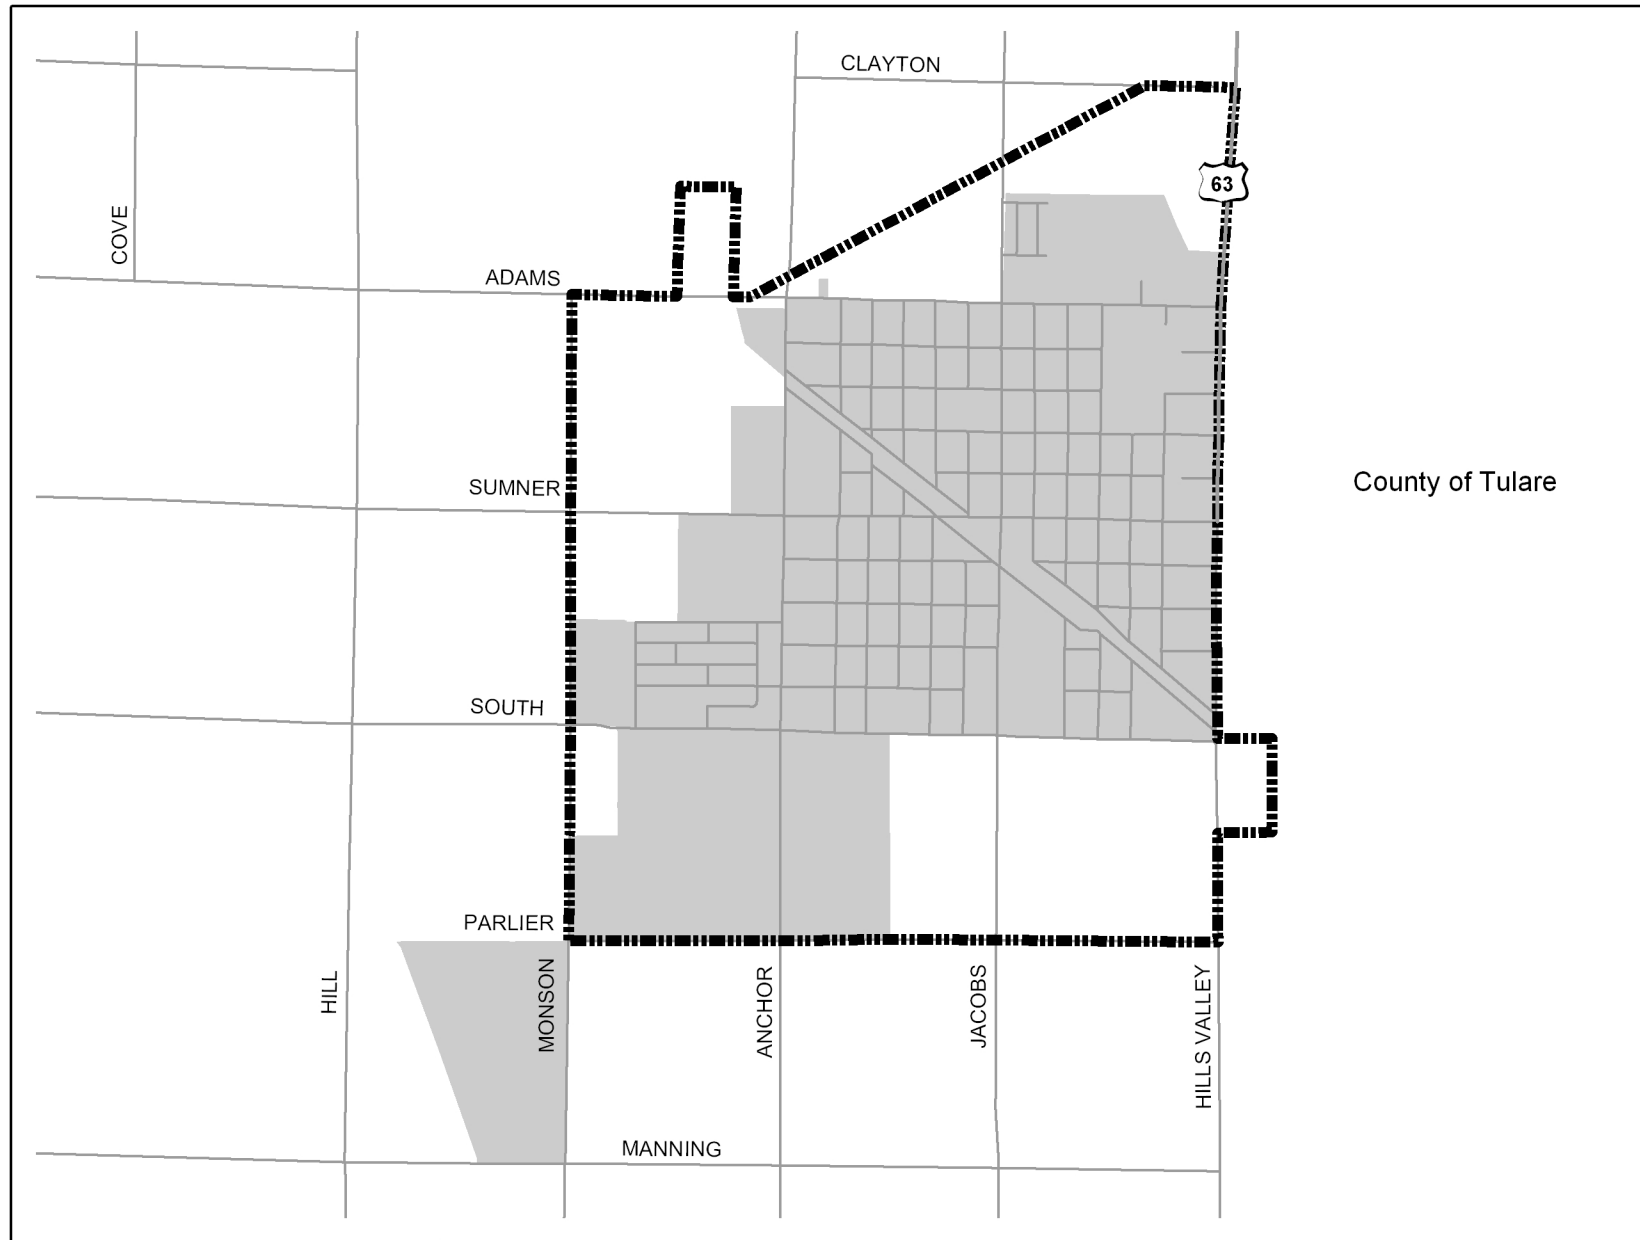 CLAYTON
63
COVE
ADAMS
SUMNER
County of Tulare
SOUTH
PARLIER
HILL
MONSON
ANCHOR
JACOBS
HILLS VALLEY
MANNING